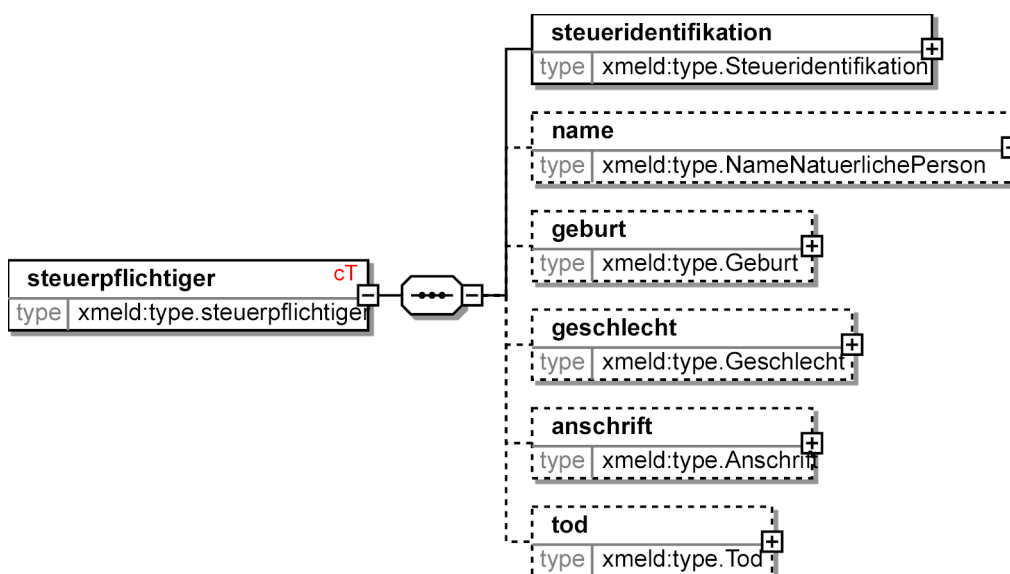 steueridentifikation
type xmeld:type.Steueridentifikation
name
type xmeld:type.NameNatuerlichePerson
geburt
type xmeld:type.Geburt
steuerpflichtiger cT
type xmeld:type.steuerpflichtiger
geschlecht
type xmeld:type.Geschlecht
anschrift
type xmeld:type.Anschrift
tod
type xmeld:type.Tod